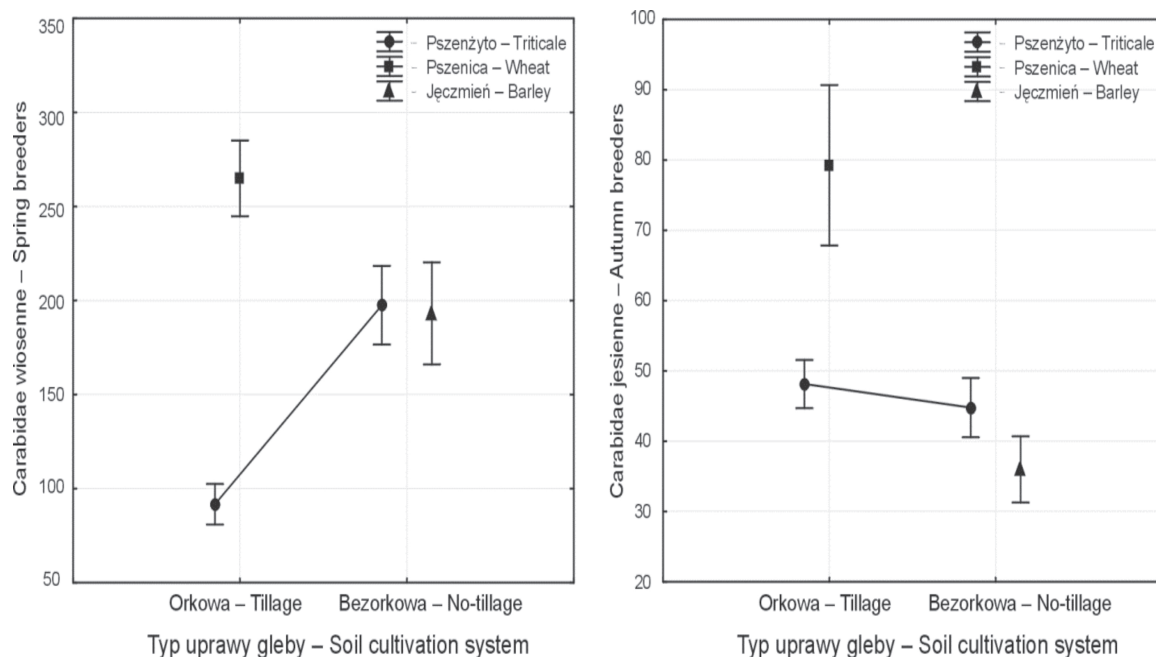 Carabidae wiosenne – Spring breeders
350
300
250
200
150
100
50
Pszenżyto – Triticale
Pszenica – Wheat
Jęczmień – Barley
Orkowa – Tillage
Bezorkowa – No-tillage
Typ uprawy gleby – Soil cultivation system
Carabidae jesienne – Autumn breeders
100
90
80
70
60
50
40
30
20
Pszenżyto – Triticale
Pszenica – Wheat
Jęczmień – Barley
Orkowa – Tillage
Bezorkowa – No-tillage
Typ uprawy gleby – Soil cultivation system